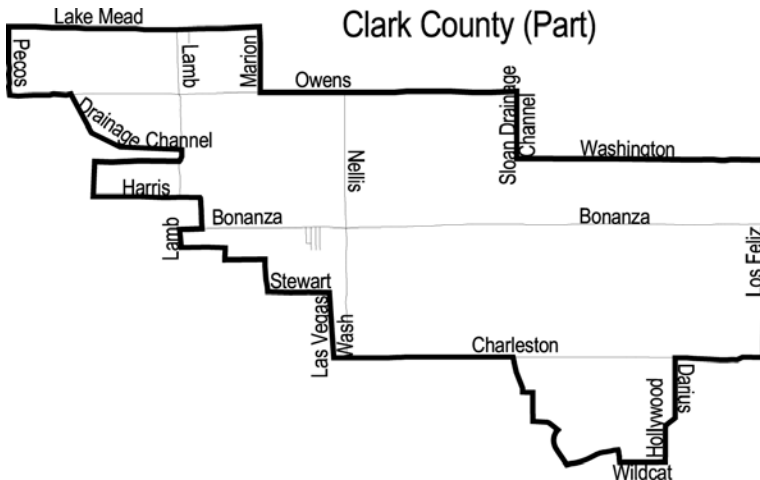 Clark County (Part)
Lake Mead
Pecos
Lamb
Marion
Owens
Drainage Channel
Sloan Drainage
Channel
Washington
Nellis
Harris
Bonanza
Bonanza
Lamb
Los Feliz
Stewart
Las Vegas
Wash
Charleston
Hollywood
Darius
Wildcat